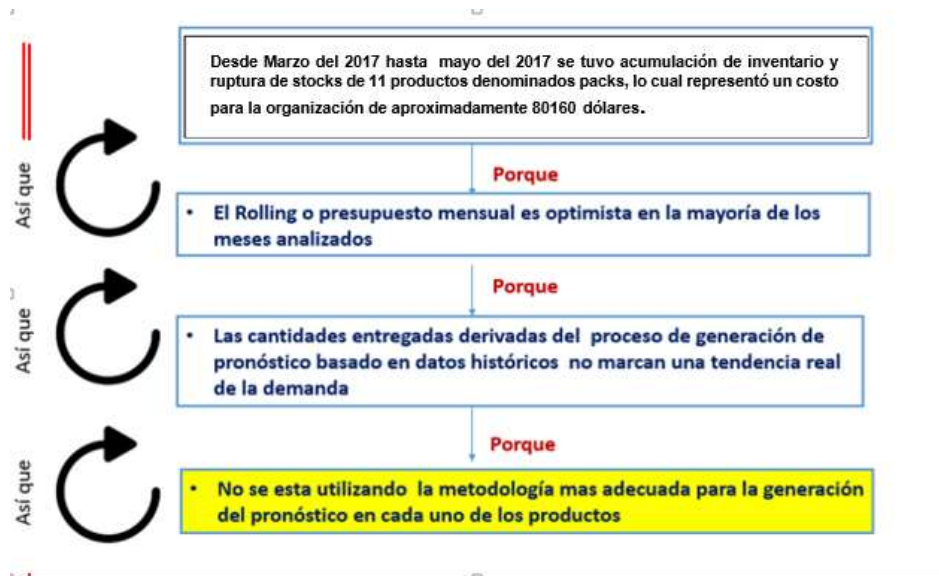 Desde Marzo del 2017 hasta mayo del 2017 se tuvo acumulación de inventario y
ruptura de stocks de 11 productos denominados packs, lo cual representó un costo
para la organización de aproximadamente 80160 dólares.
Así que
Porque
• El Rolling o presupuesto mensual es optimista en la mayoría de los
meses analizados
Porque
Así que
• Las cantidades entregadas derivadas del proceso de generación de
pronóstico basado en datos históricos no marcan una tendencia real
de la demanda
Porque
Así que
• No se esta utilizando la metodología mas adecuada para la generación
del pronóstico en cada uno de los productos